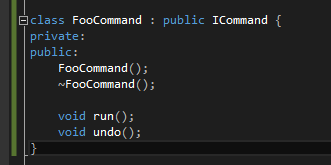 class FooCommand : public ICommand {
private:
public:
    FooCommand();
    ~FooCommand();

    void run();
    void undo();
}